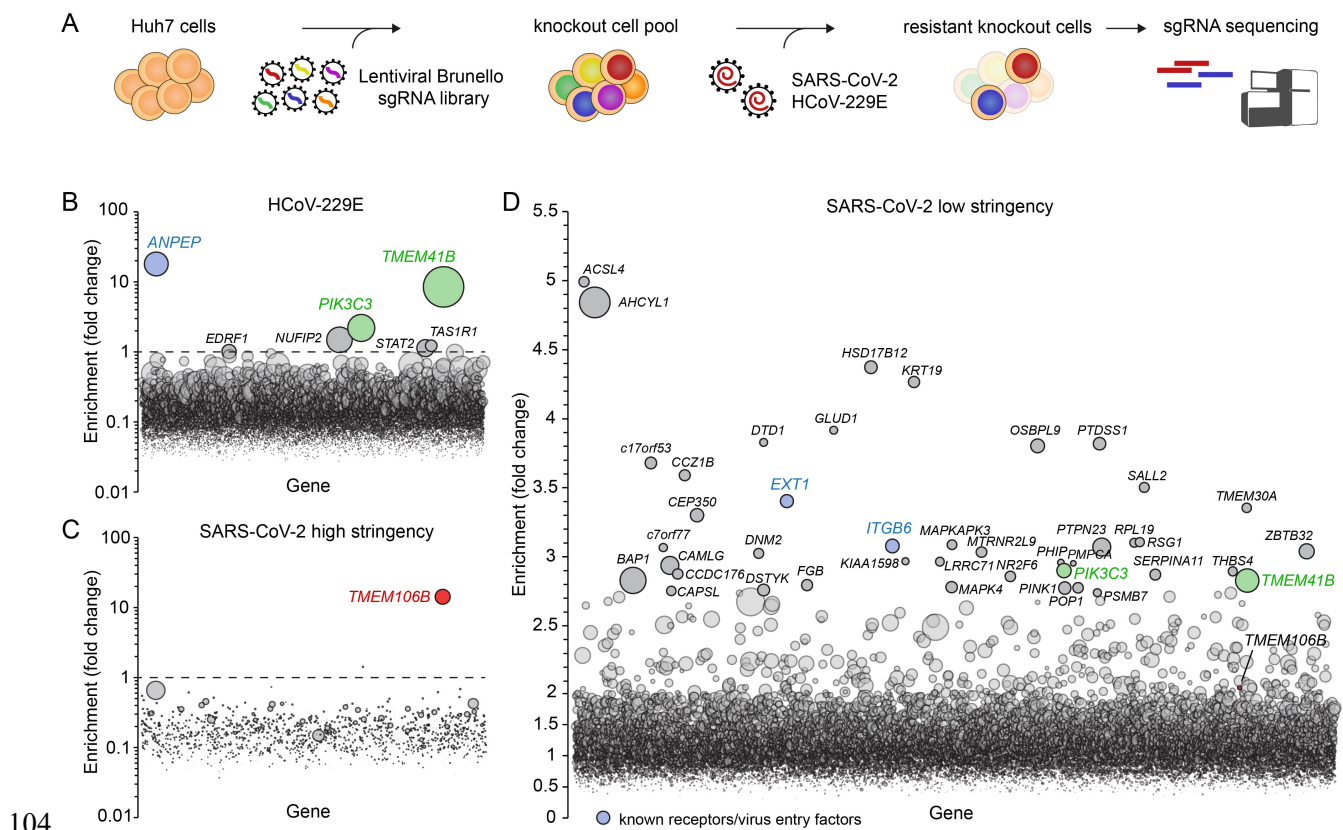 A
Huh7 cells
knockout cell pool
resistant knockout cells
sgRNA sequencing
Lentiviral Brunello
sgRNA library
SARS-CoV-2
HCoV-229E
B
HCoV-229E
Enrichment (fold change)
100
10
1
0.1
0.01
ANPEP
TMEM41B
PIK3C3
EDRF1
NUFIP2
STAT2
TAS1R1
Gene
C
SARS-CoV-2 high stringency
Enrichment (fold change)
100
10
1
0.1
0.01
TMEM106B
Gene
D
SARS-CoV-2 low stringency
Enrichment (fold change)
5.5
5
4.5
4
3.5
3
2.5
2
1.5
1
0.5
0
ACSL4
AHCYL1
HSD17B12
KRT19
GLUD1
DTD1
OSBPL9
PTDSS1
c17orf53
CCZ1B
SALL2
EXT1
TMEM30A
CEP350
ITGB6
MAPKAPK3
PTPN23
RPL19
ZBTB32
c7orf77
DNM2
MTRNR2L9
RSG1
BAP1
CAMLG
KIAA1598
PHIP
PMPCA
SERPINA11
THBS4
CCDC176
FGB
LRRC71
NR2F6
PIK3C3
TMEM41B
CAPSL
DSTYK
MAPK4
PINK1
POP1
PSMB7
TMEM106B
known receptors/virus entry factors
Gene
104